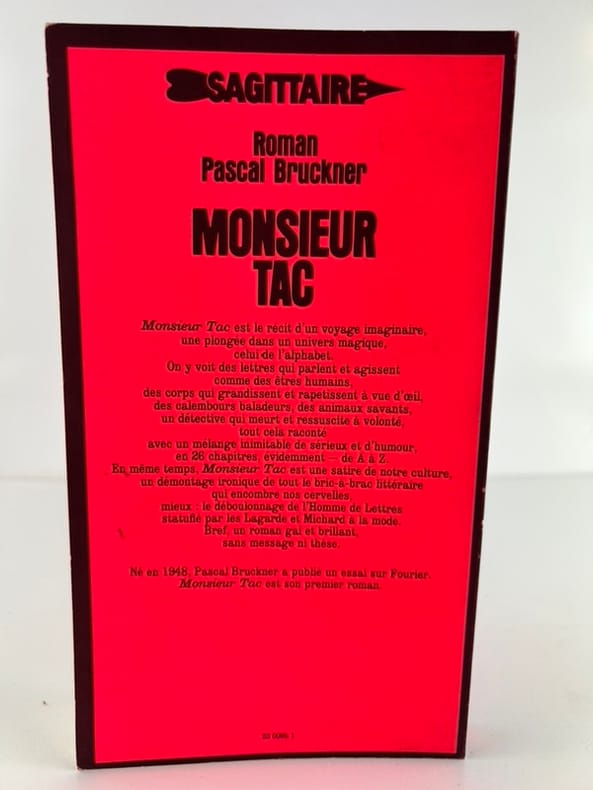 SAGITTAIRE
Roman
Pascal Bruckner
MONSIEUR
TAC
Monsieur Tac est le récit d'un voyage imaginaire,
une plongée dans un univers magique,
celui de l'alphabet.
On y voit des lettres qui parlent et agissent
comme des êtres humains,
des corps qui grandissent et rapetissent à vue d'œil,
des calembours baladeurs, des animaux savants,
un détective qui meurt et ressuscite à volonté,
tout cela raconté
avec un mélange inimitable de sérieux et d'humour,
en 26 chapitres, évidemment — de A à Z.
En même temps, Monsieur Tac est une satire de notre culture,
un démontage ironique de tout le bric-à-brac littéraire
qui encombre nos cervelles,
mieux : le déboulonnage de l'Homme de Lettres
statufié par les Lagarde et Michard à la mode.
Bref, un roman gai et brillant,
sans message ni thèse.
Né en 1948, Pascal Bruckner a publié un essai sur Fourier.
Monsieur Tac est son premier roman.